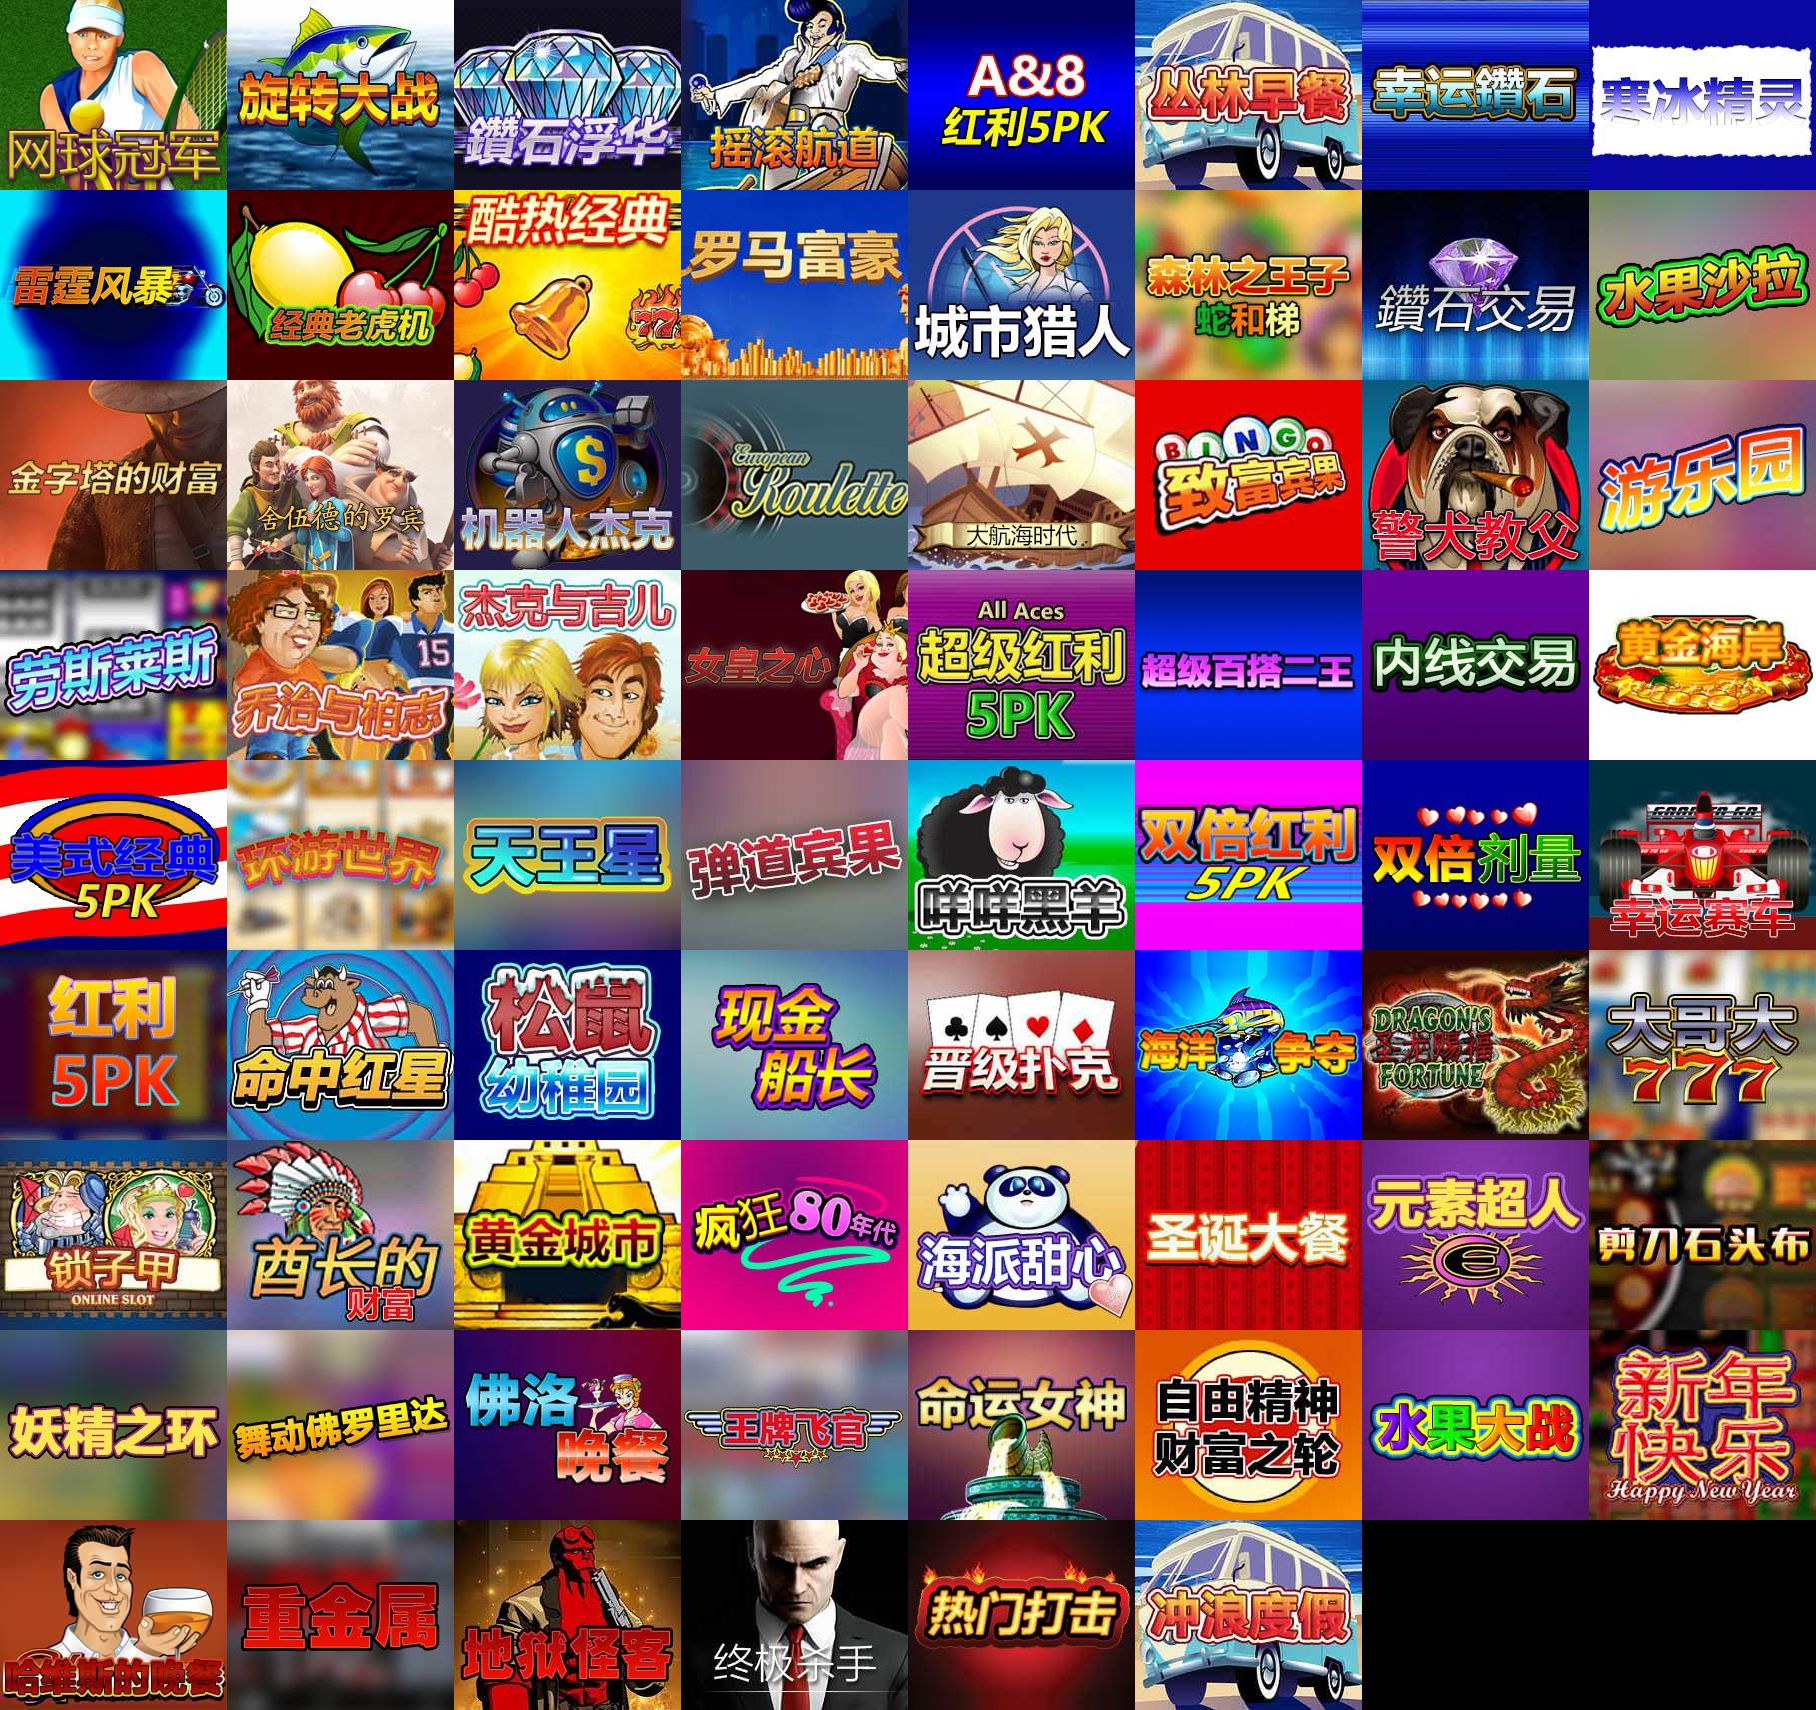 网球冠军
旋转大战
鑽石浮华
摇滚航道
A&8
红利5PK
丛林早餐
幸运鑽石
寒冰精灵
雷霆风暴
经典老虎机
酷热经典
罗马富豪
城市猎人
森林之王子
蛇和梯
鑽石交易
水果沙拉
金字塔的财富
舍伍德的罗宾
$
机器人杰克
European
Roulette
大航海时代
BINGO
致富宾果
警犬教父
游乐园
劳斯莱斯
15
乔治与柏志
杰克与吉儿
女皇之心
All Aces
超级红利
5PK
超级百搭二王
内线交易
黄金海岸
美式经典
5PK
环游世界
天王星
弹道宾果
咩咩黑羊
双倍红利
5PK
双倍剂量
GOOD TO GO
幸运赛车
红利
5PK
命中红星
松鼠
幼稚园
现金
船长
晋级扑克
海洋争夺
DRAGON'S
圣龙赐福
FORTUNE
大哥大
777
锁子甲
ONLINE SLOT
酋长的
财富
黄金城市
疯狂80年代
海派甜心
圣诞大餐
元素超人
剪刀石头布
妖精之环
舞动佛罗里达
佛洛
晚餐
王牌飞官
命运女神
自由精神
财富之轮
水果大战
新年
快乐
Happy New Year
哈维斯的晚餐
重金属
地狱怪客
终极杀手
热门打击
冲浪度假